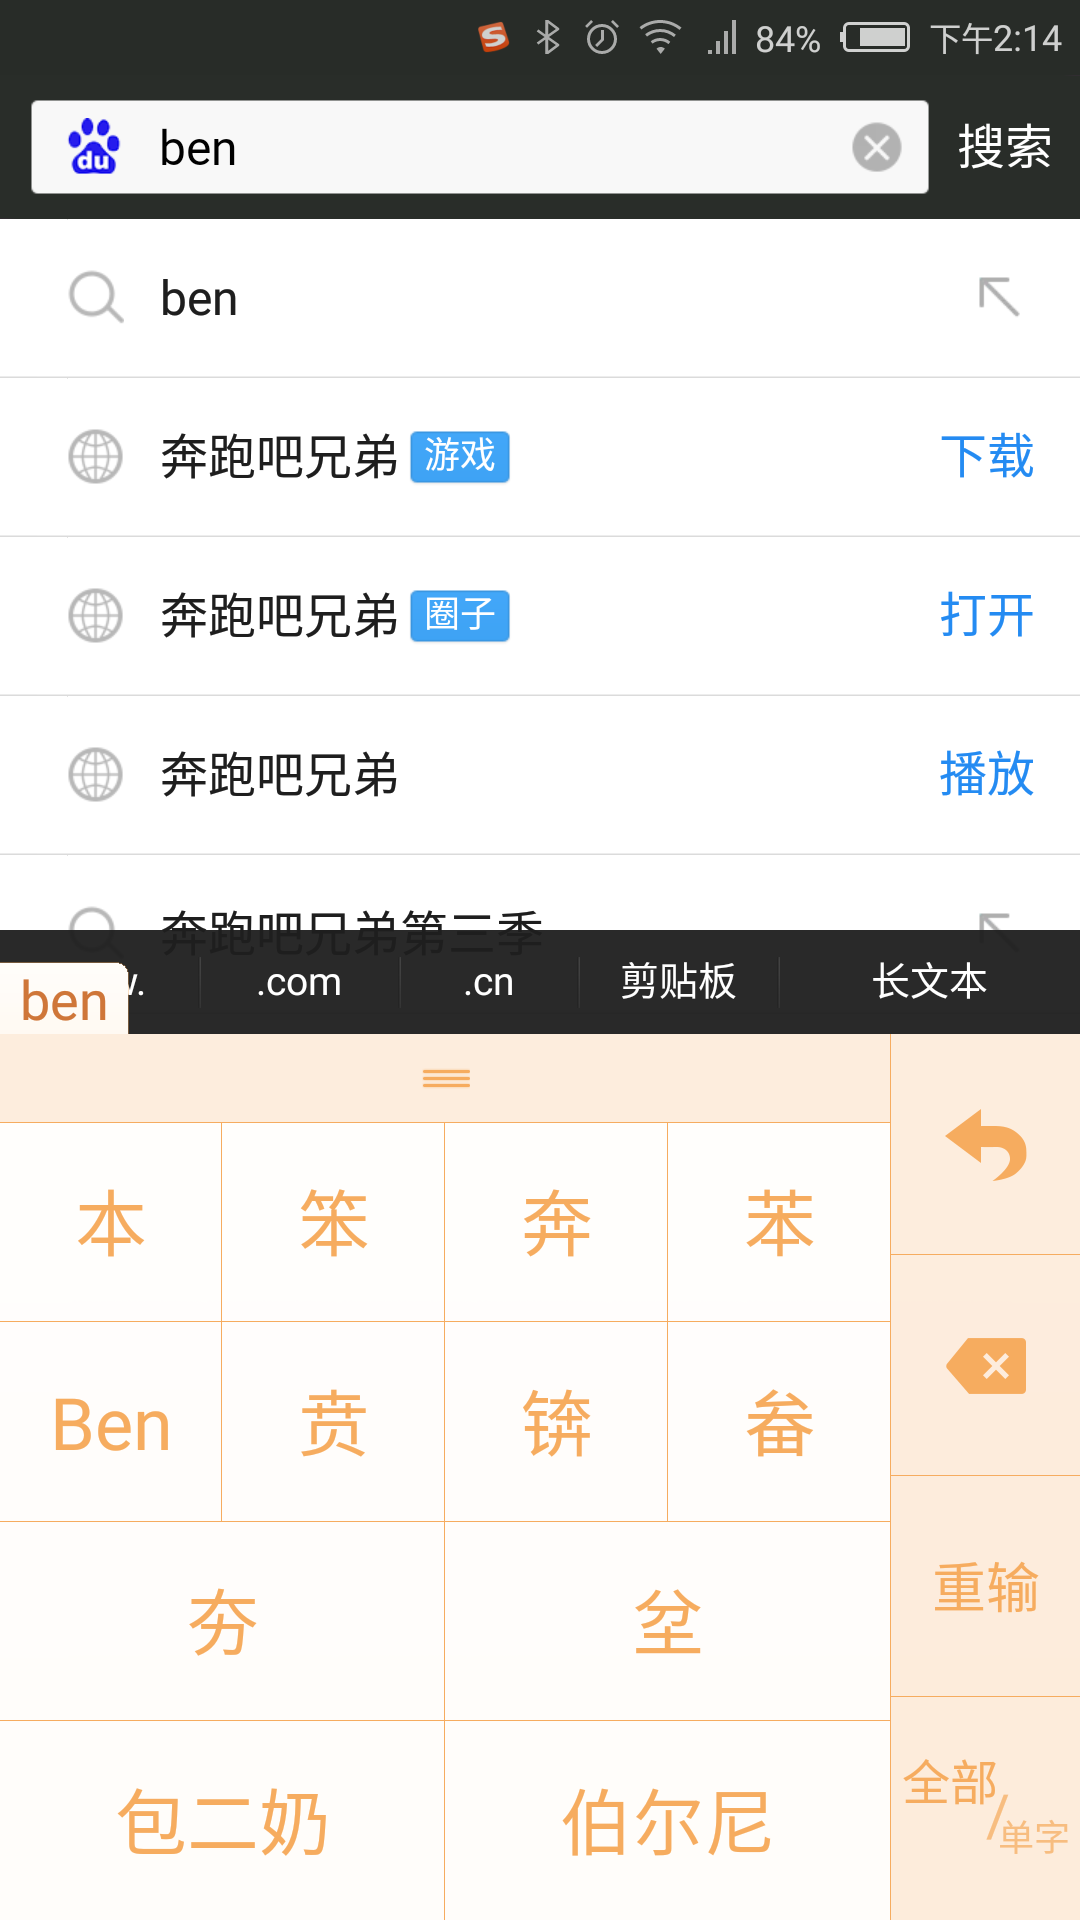 84% 下午2:14
du ben 搜索
ben
奔跑吧兄弟 游戏 下载
奔跑吧兄弟 圈子 打开
奔跑吧兄弟 播放
奔跑吧兄弟第三季
.com .cn 剪贴板 长文本
ben
本 笨 奔 苯
Ben 贲 锛 畚
夯 坌
重输
包二奶 伯尔尼
全部/单字